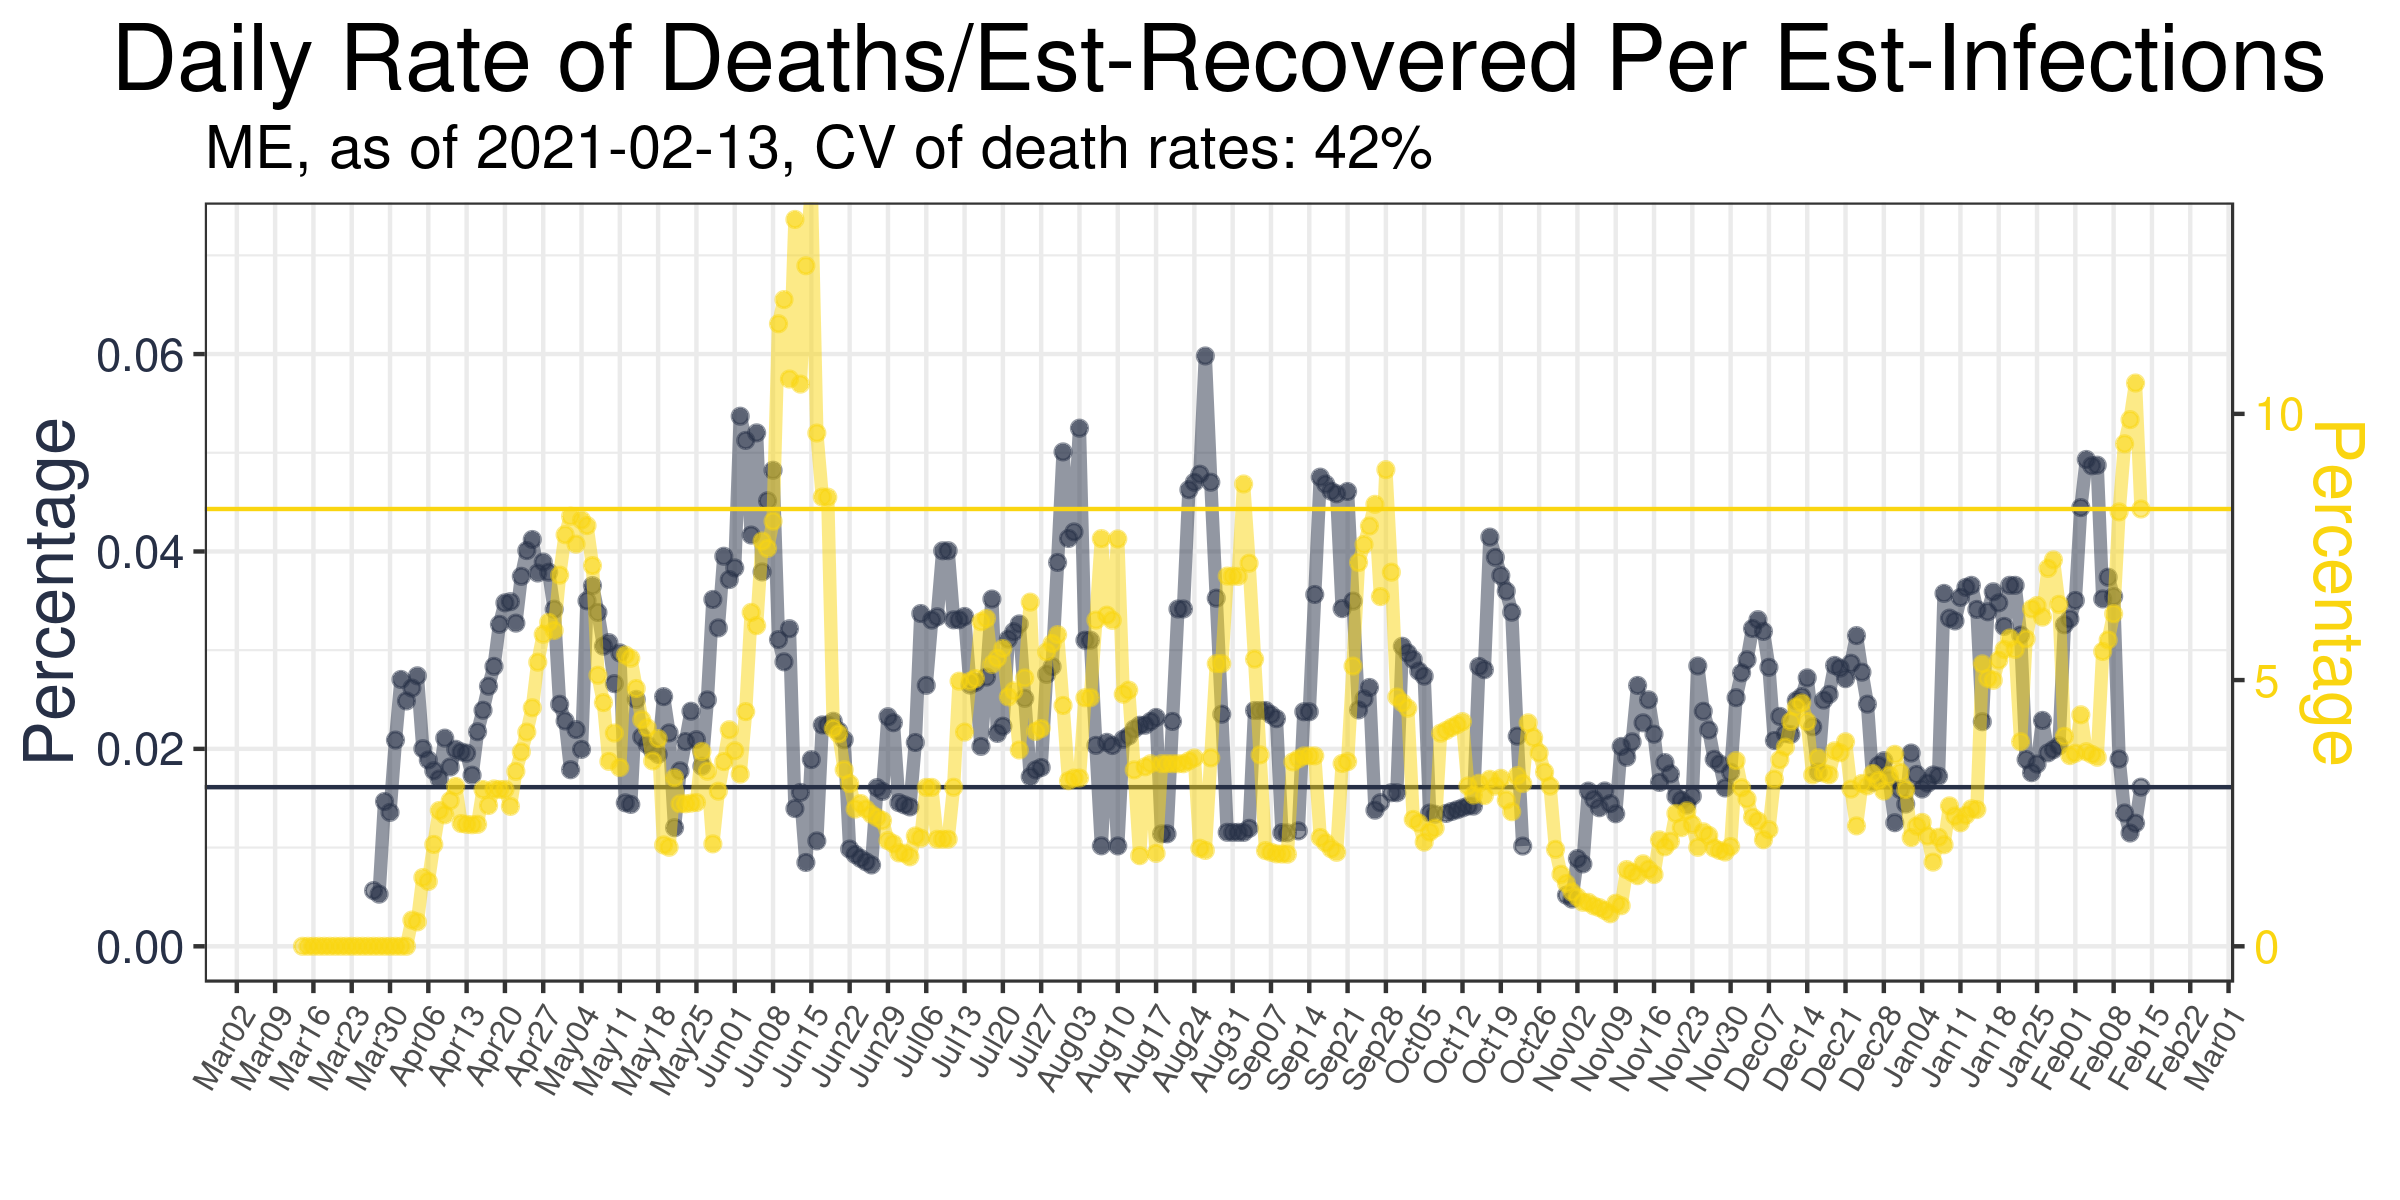 Daily Rate of Deaths/Est-Recovered Per Est-Infections
ME, as of 2021-02-13, CV of death rates: 42%
Percentage
0.06
0.04
0.02
0.00
10
5
0
Percentage
Mar02
Mar09
Mar16
Mar23
Mar30
Apr06
Apr13
Apr20
Apr27
May04
May11
May18
May25
Jun01
Jun08
Jun15
Jun22
Jun29
Jul06
Jul13
Jul20
Jul27
Aug03
Aug10
Aug17
Aug24
Aug31
Sep07
Sep14
Sep21
Sep28
Oct05
Oct12
Oct19
Oct26
Nov02
Nov09
Nov16
Nov23
Nov30
Dec07
Dec14
Dec21
Dec28
Jan04
Jan11
Jan18
Jan25
Feb01
Feb08
Feb15
Feb22
Mar01